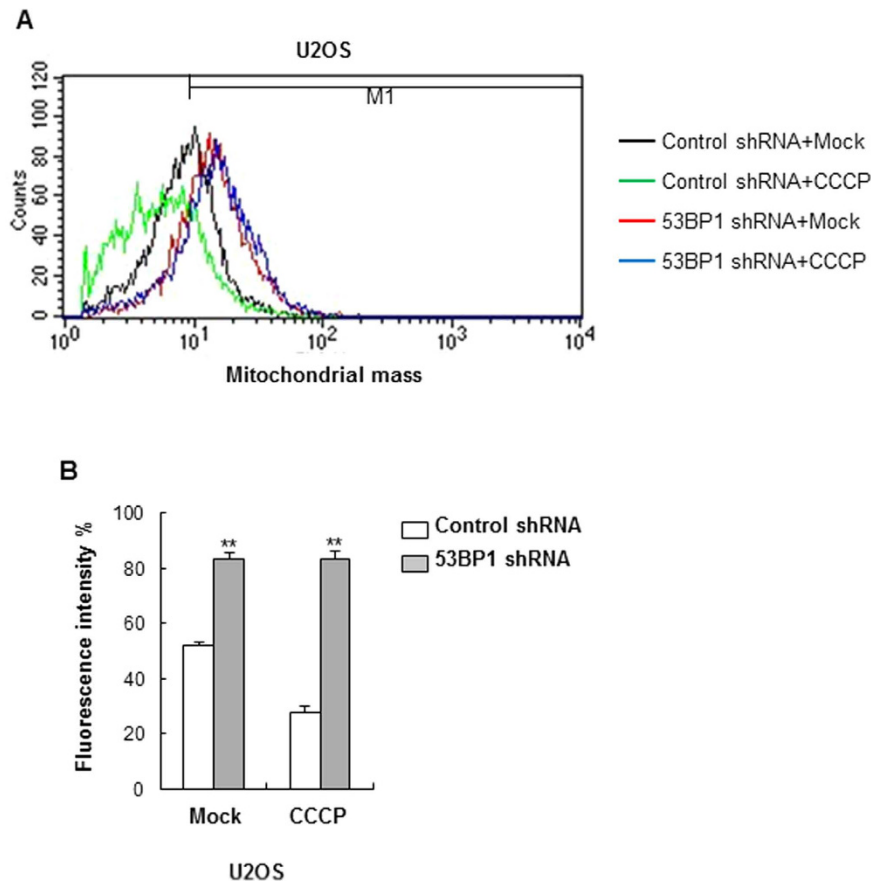 A
U2OS
M1
120
100
80
60
40
20
0
Counts
10⁰ 10¹ 10² 10³ 10⁴
Mitochondrial mass
Control shRNA+Mock
Control shRNA+CCCP
53BP1 shRNA+Mock
53BP1 shRNA+CCCP
B
Fluorescence intensity %
100
80
60
40
20
0
** **
Control shRNA
53BP1 shRNA
Mock CCCP
U2OS